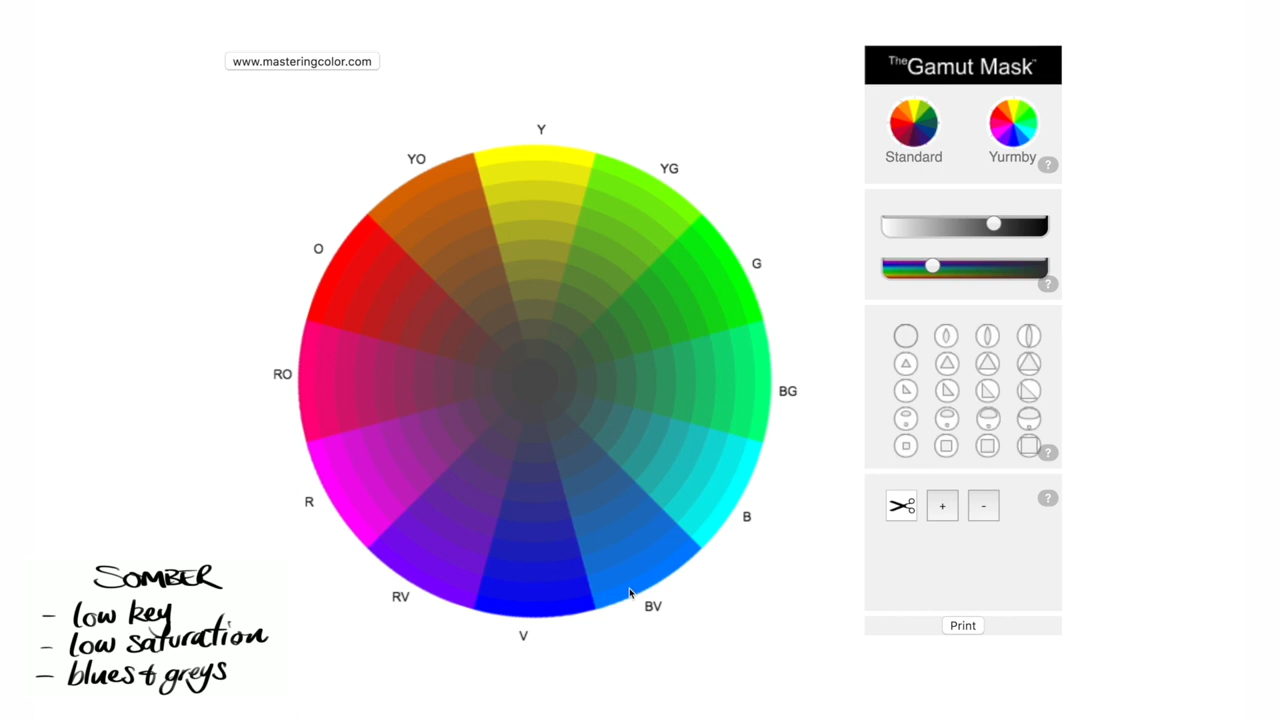 www.masteringcolor.com
The Gamut Mask™
Y
YO
YG
O
G
RO
BG
R
B
RV
BV
V
Standard
Yurmby
?
?
?
+
-
?
Print
SOMBER
- low key
- low saturation
- blues + greys